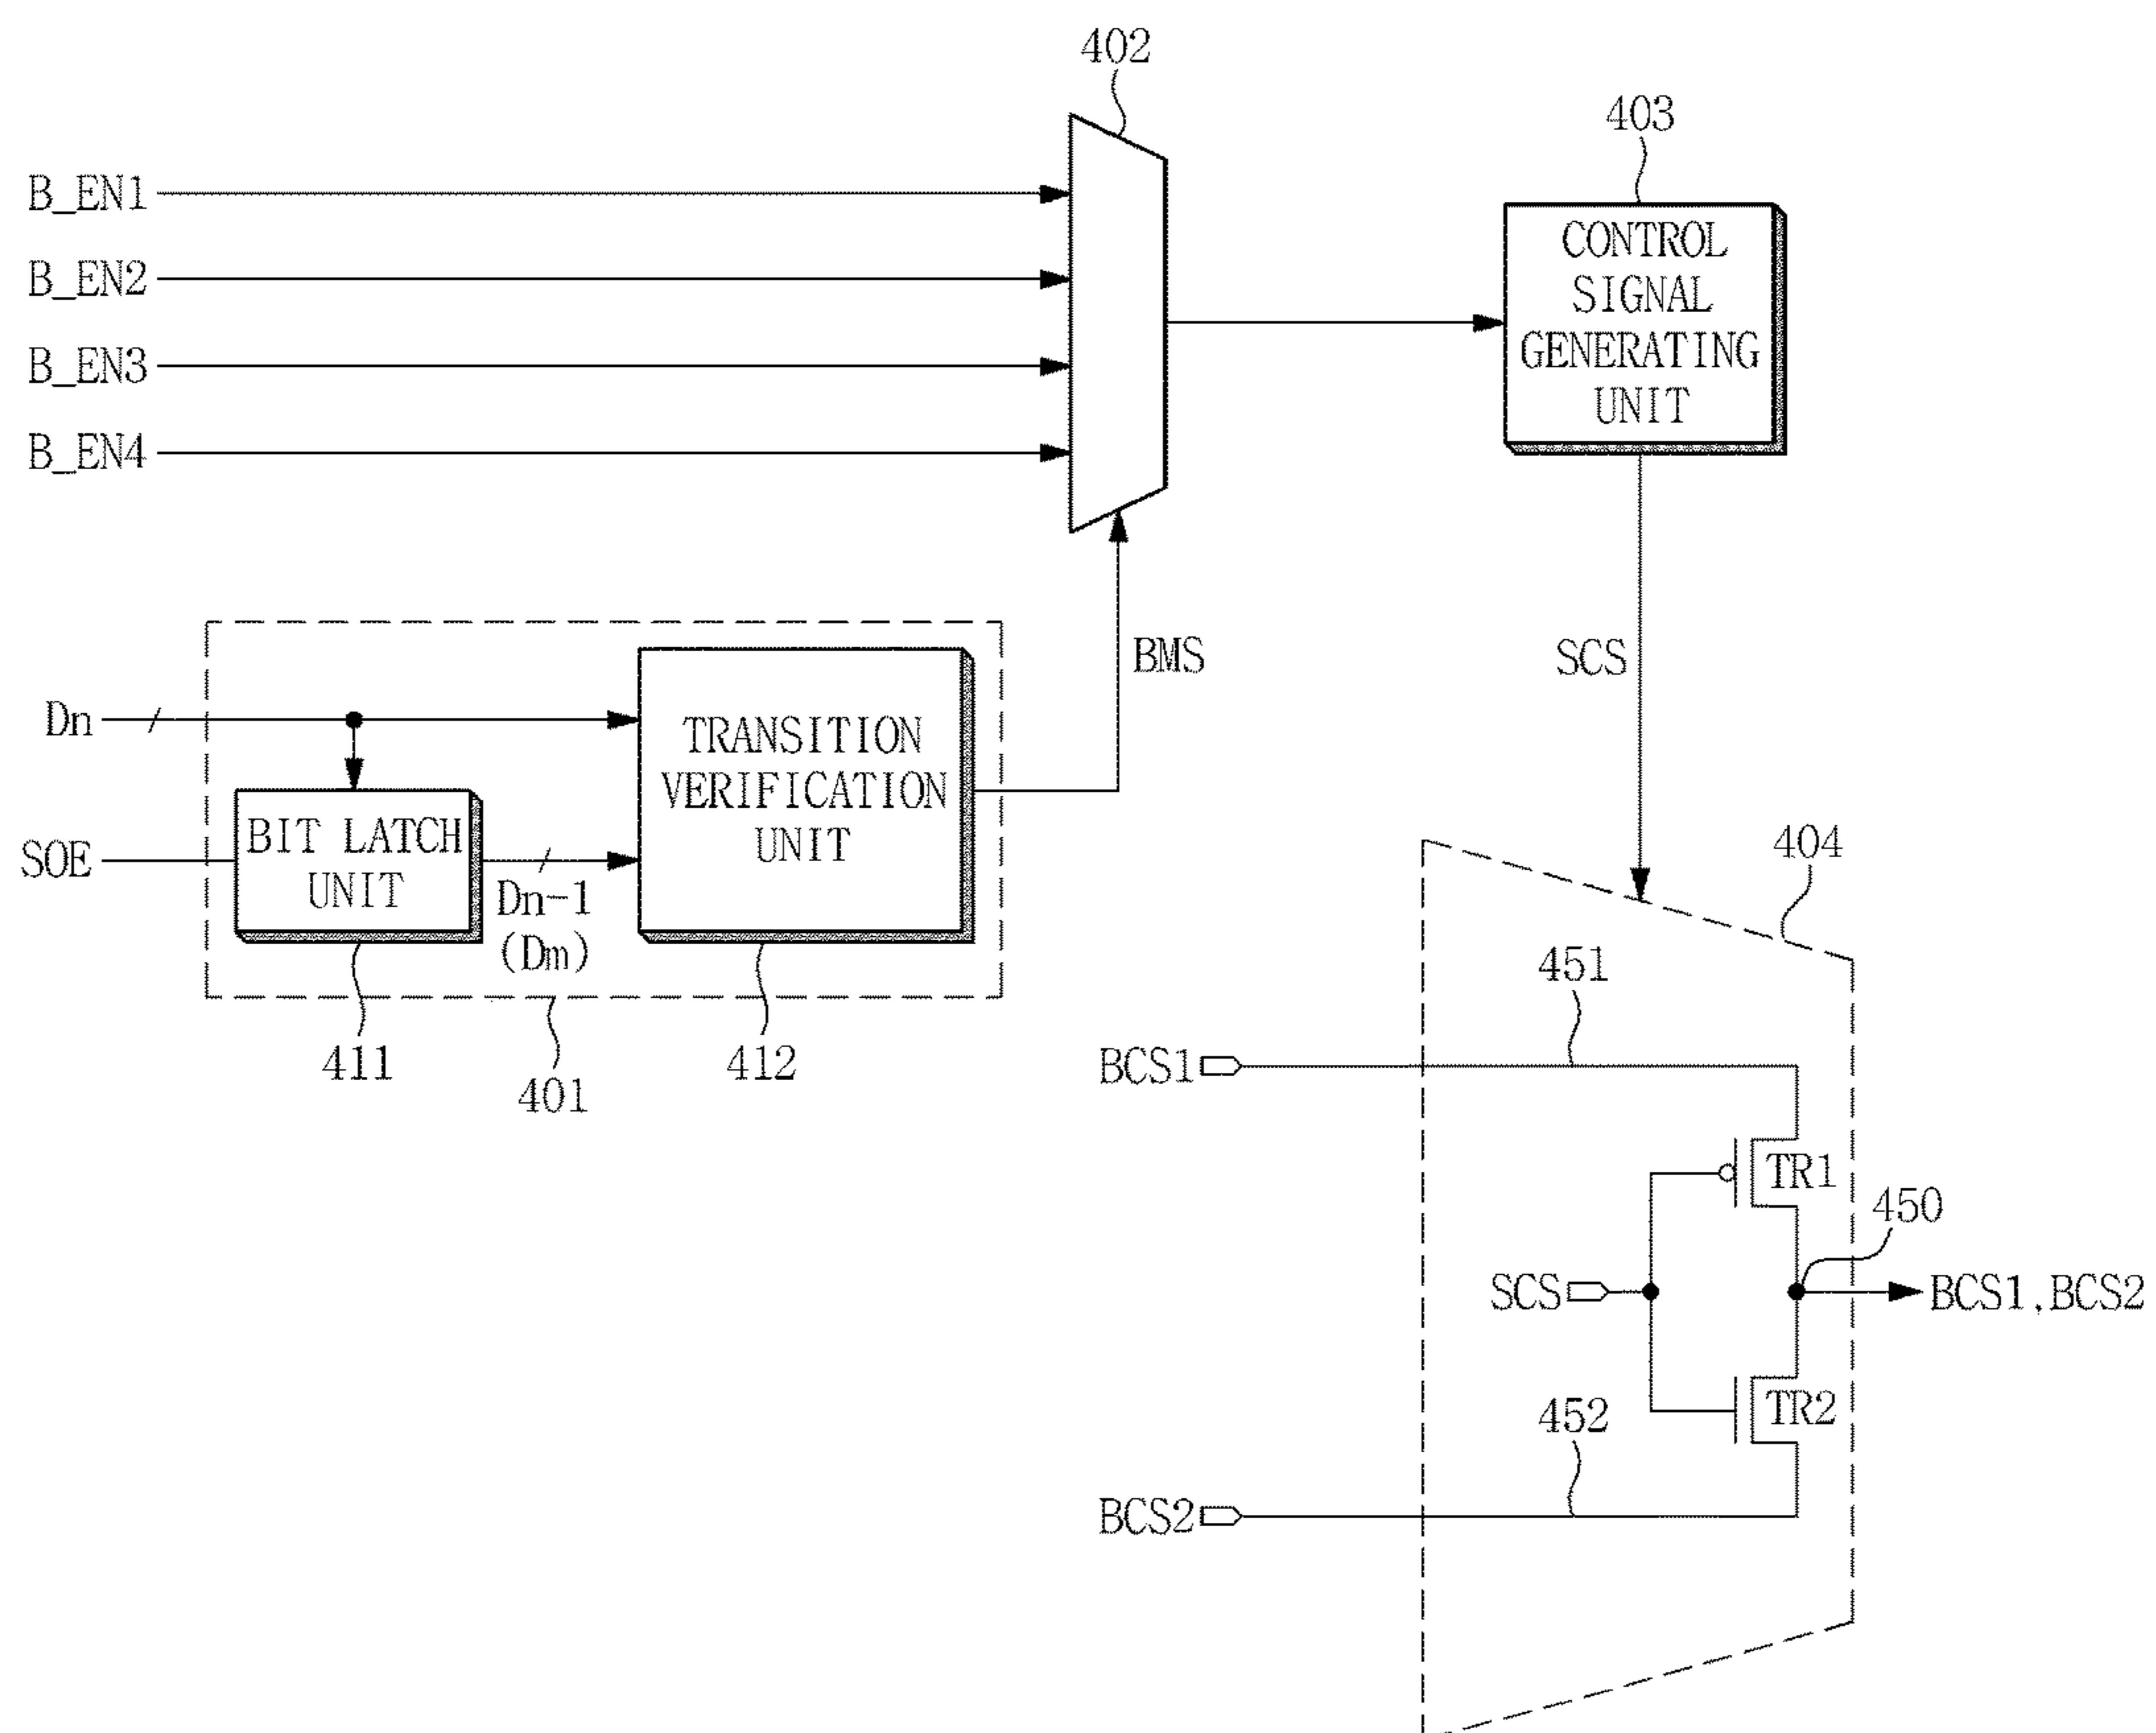 402
403
B_EN1
B_EN2
B_EN3
B_EN4
CONTROL
SIGNAL
GENERATING
UNIT
BMS
SCS
Dn
TRANSITION
VERIFICATION
UNIT
SOE
BIT LATCH
UNIT
Dn-1
(Dm)
411
401
412
404
451
BCS1
TR1
450
SCS
BCS1,BCS2
TR2
452
BCS2